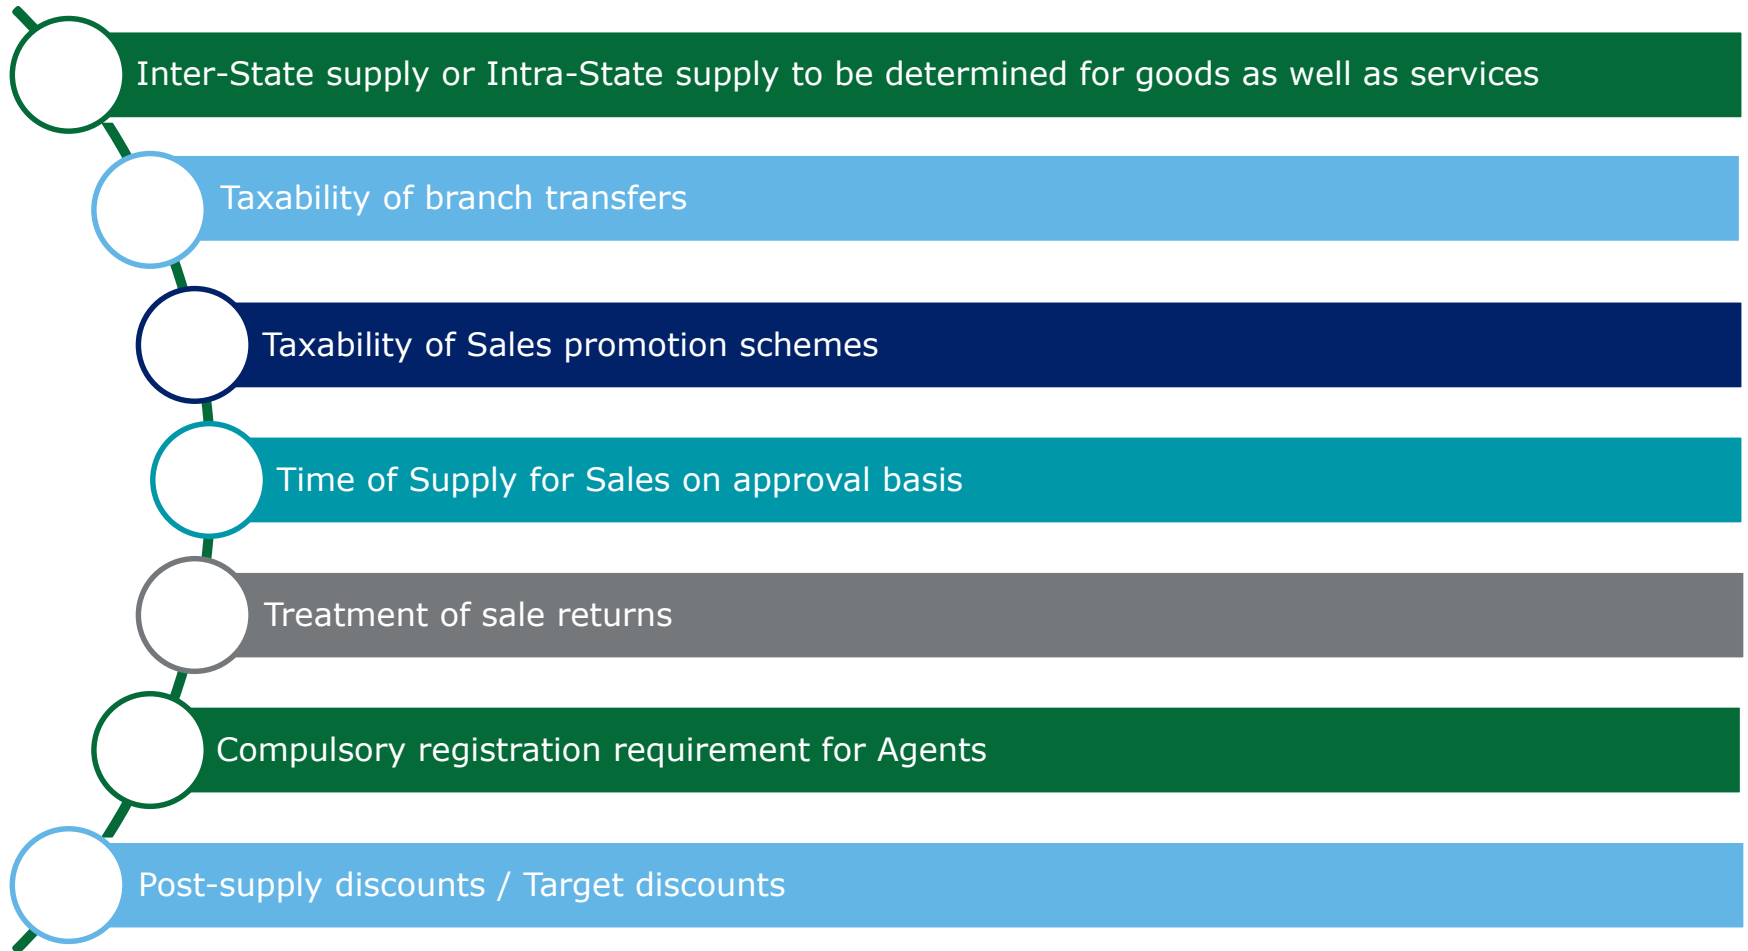 Inter-State supply or Intra-State supply to be determined for goods as well as services
Taxability of branch transfers
Taxability of Sales promotion schemes
Time of Supply for Sales on approval basis
Treatment of sale returns
Compulsory registration requirement for Agents
Post-supply discounts / Target discounts